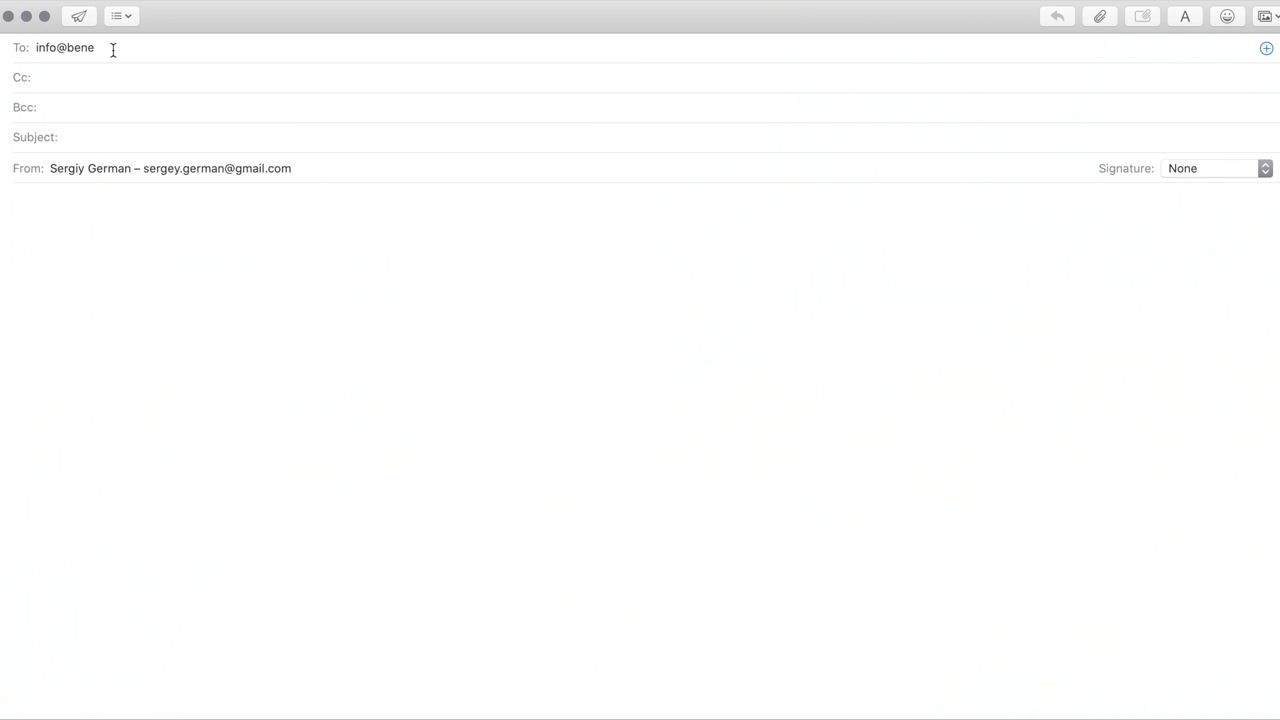 To: info@bene
Cc:
Bcc:
Subject:
From: Sergiy German – sergey.german@gmail.com Signature: None